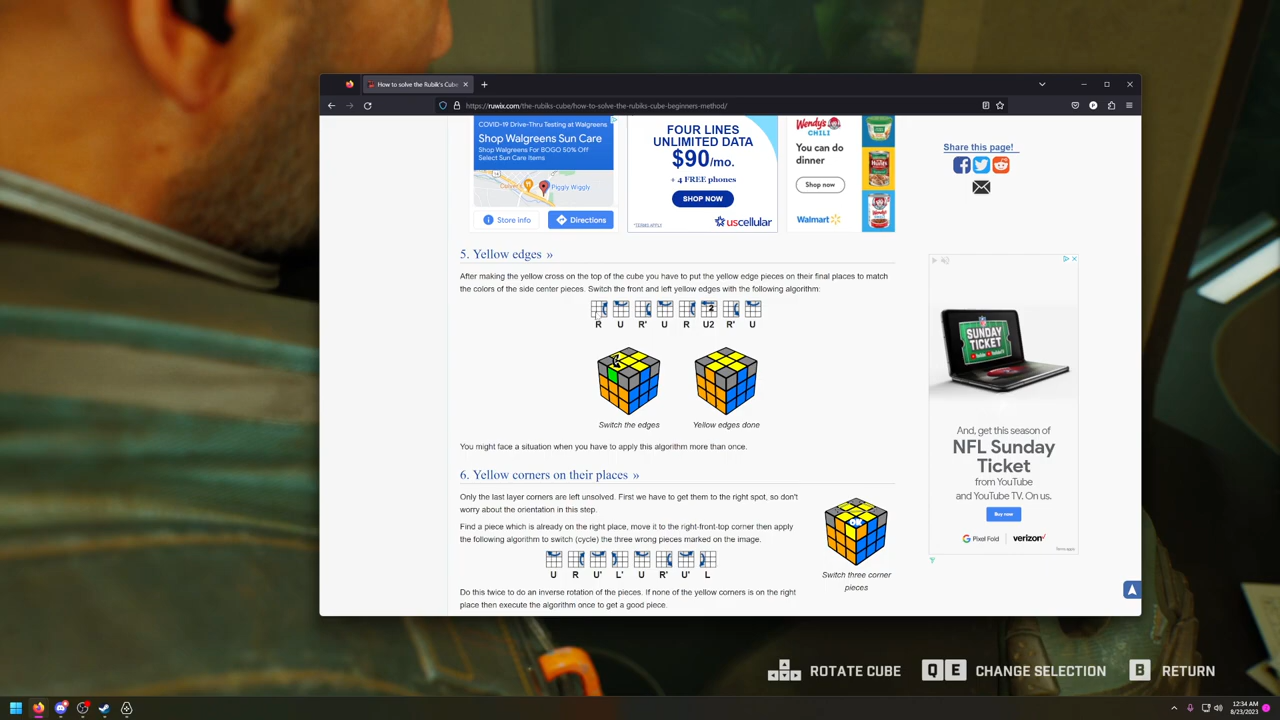 How to solve the Rubik's Cube
https://ruwix.com/the-rubiks-cube/how-to-solve-the-rubiks-cube-beginners-method/
COVID-19 Drive-Thru Testing at Walgreens
Shop Walgreens Sun Care
Shop Walgreens For BOGO 50% Off
Select Sun Care Items
Culver's
Piggly Wiggly
Store info
Directions
FOUR LINES
UNLIMITED DATA
$90/mo.
+ 4 FREE phones
SHOP NOW
*TERMS APPLY
uscellular
Wendy's
CHILI
You can do
dinner
Shop now
Walmart
Share this page!
5. Yellow edges »
After making the yellow cross on the top of the cube you have to put the yellow edge pieces on their final places to match
the colors of the side center pieces. Switch the front and left yellow edges with the following algorithm:
2
R U R' U R U2 R' U
Switch the edges
Yellow edges done
You might face a situation when you have to apply this algorithm more than once.
6. Yellow corners on their places »
Only the last layer corners are left unsolved. First we have to get them to the right spot, so don't
worry about the orientation in this step.
Find a piece which is already on the right place, move it to the right-front-top corner then apply
the following algorithm to switch (cycle) the three wrong pieces marked on the image.
U R U' L' U R' U' L
Do this twice to do an inverse rotation of the pieces. If none of the yellow corners is on the right
place then execute the algorithm once to get a good piece.
OK
Switch three corner
pieces
SUNDAY
TICKET
And, get this season of
NFL Sunday
Ticket
from YouTube
and YouTube TV. On us.
Buy now
Pixel Fold
verizon
Terms apply
ROTATE CUBE
Q E CHANGE SELECTION
B RETURN
12:34 AM
8/23/2023